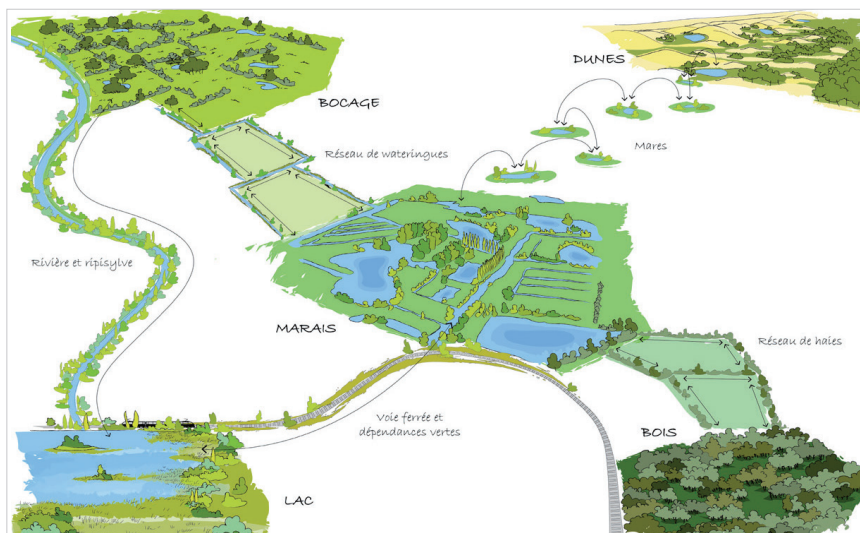 DUNES
BOCAGE
Réseau de wateringues
Mares
Rivière et ripisylve
MARAIS
Réseau de haies
Voie ferrée et
dépendances vertes
BOIS
LAC